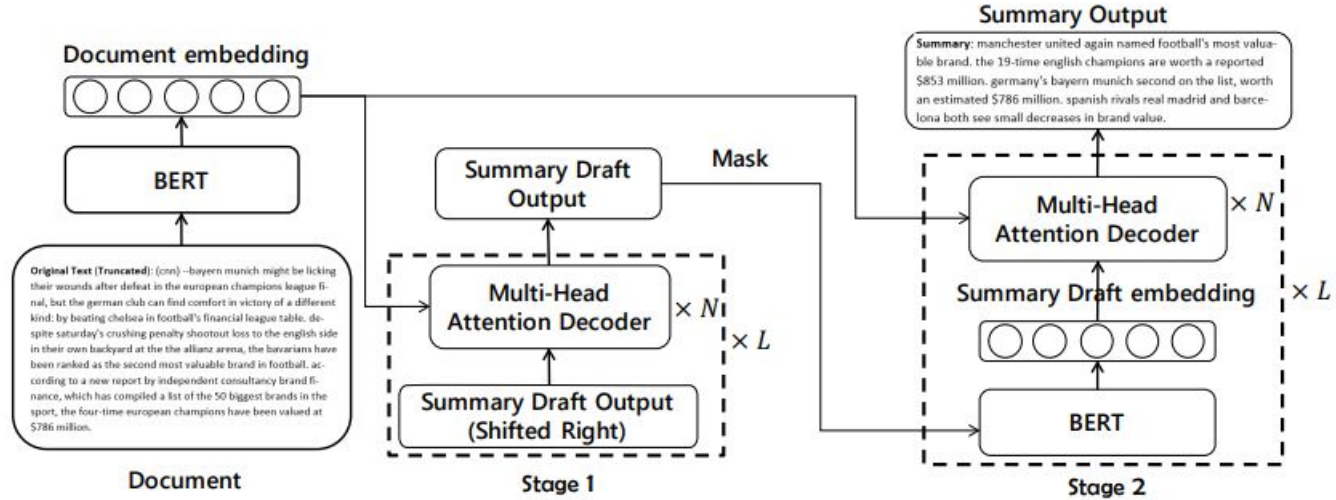 Document embedding
BERT
Original Text (Truncated): (cnn) --bayern munich might be licking
their wounds after defeat in the european champions league fi-
nal, but the german club can find comfort in victory of a different
kind: by beating chelsea in football's financial league table. de-
spite saturday's crushing penalty shootout loss to the english side
in their own backyard at the the allianz arena, the bavarians have
been ranked as the second most valuable brand in football. ac-
cording to a new report by independent consultancy brand fi-
nance, which has compiled a list of the 50 biggest brands in the
sport, the four-time european champions have been valued at
$786 million.
Document
Summary Draft
Output
Multi-Head
Attention Decoder
× N
× L
Summary Draft Output
(Shifted Right)
Stage 1
Mask
Summary Output
Summary: manchester united again named football's most valua-
ble brand. the 19-time english champions are worth a reported
$853 million. germany's bayern munich second on the list, worth
an estimated $786 million. spanish rivals real madrid and barce-
lona both see small decreases in brand value.
Multi-Head
Attention Decoder
× N
Summary Draft embedding
× L
BERT
Stage 2